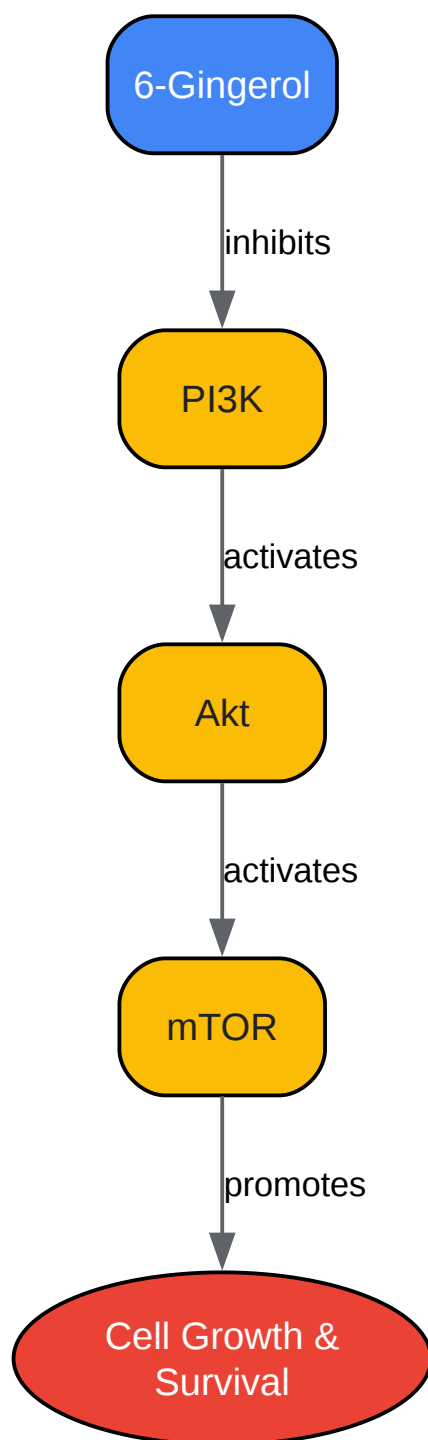 6-Gingerol
inhibits
PI3K
activates
Akt
activates
mTOR
promotes
Cell Growth &
Survival